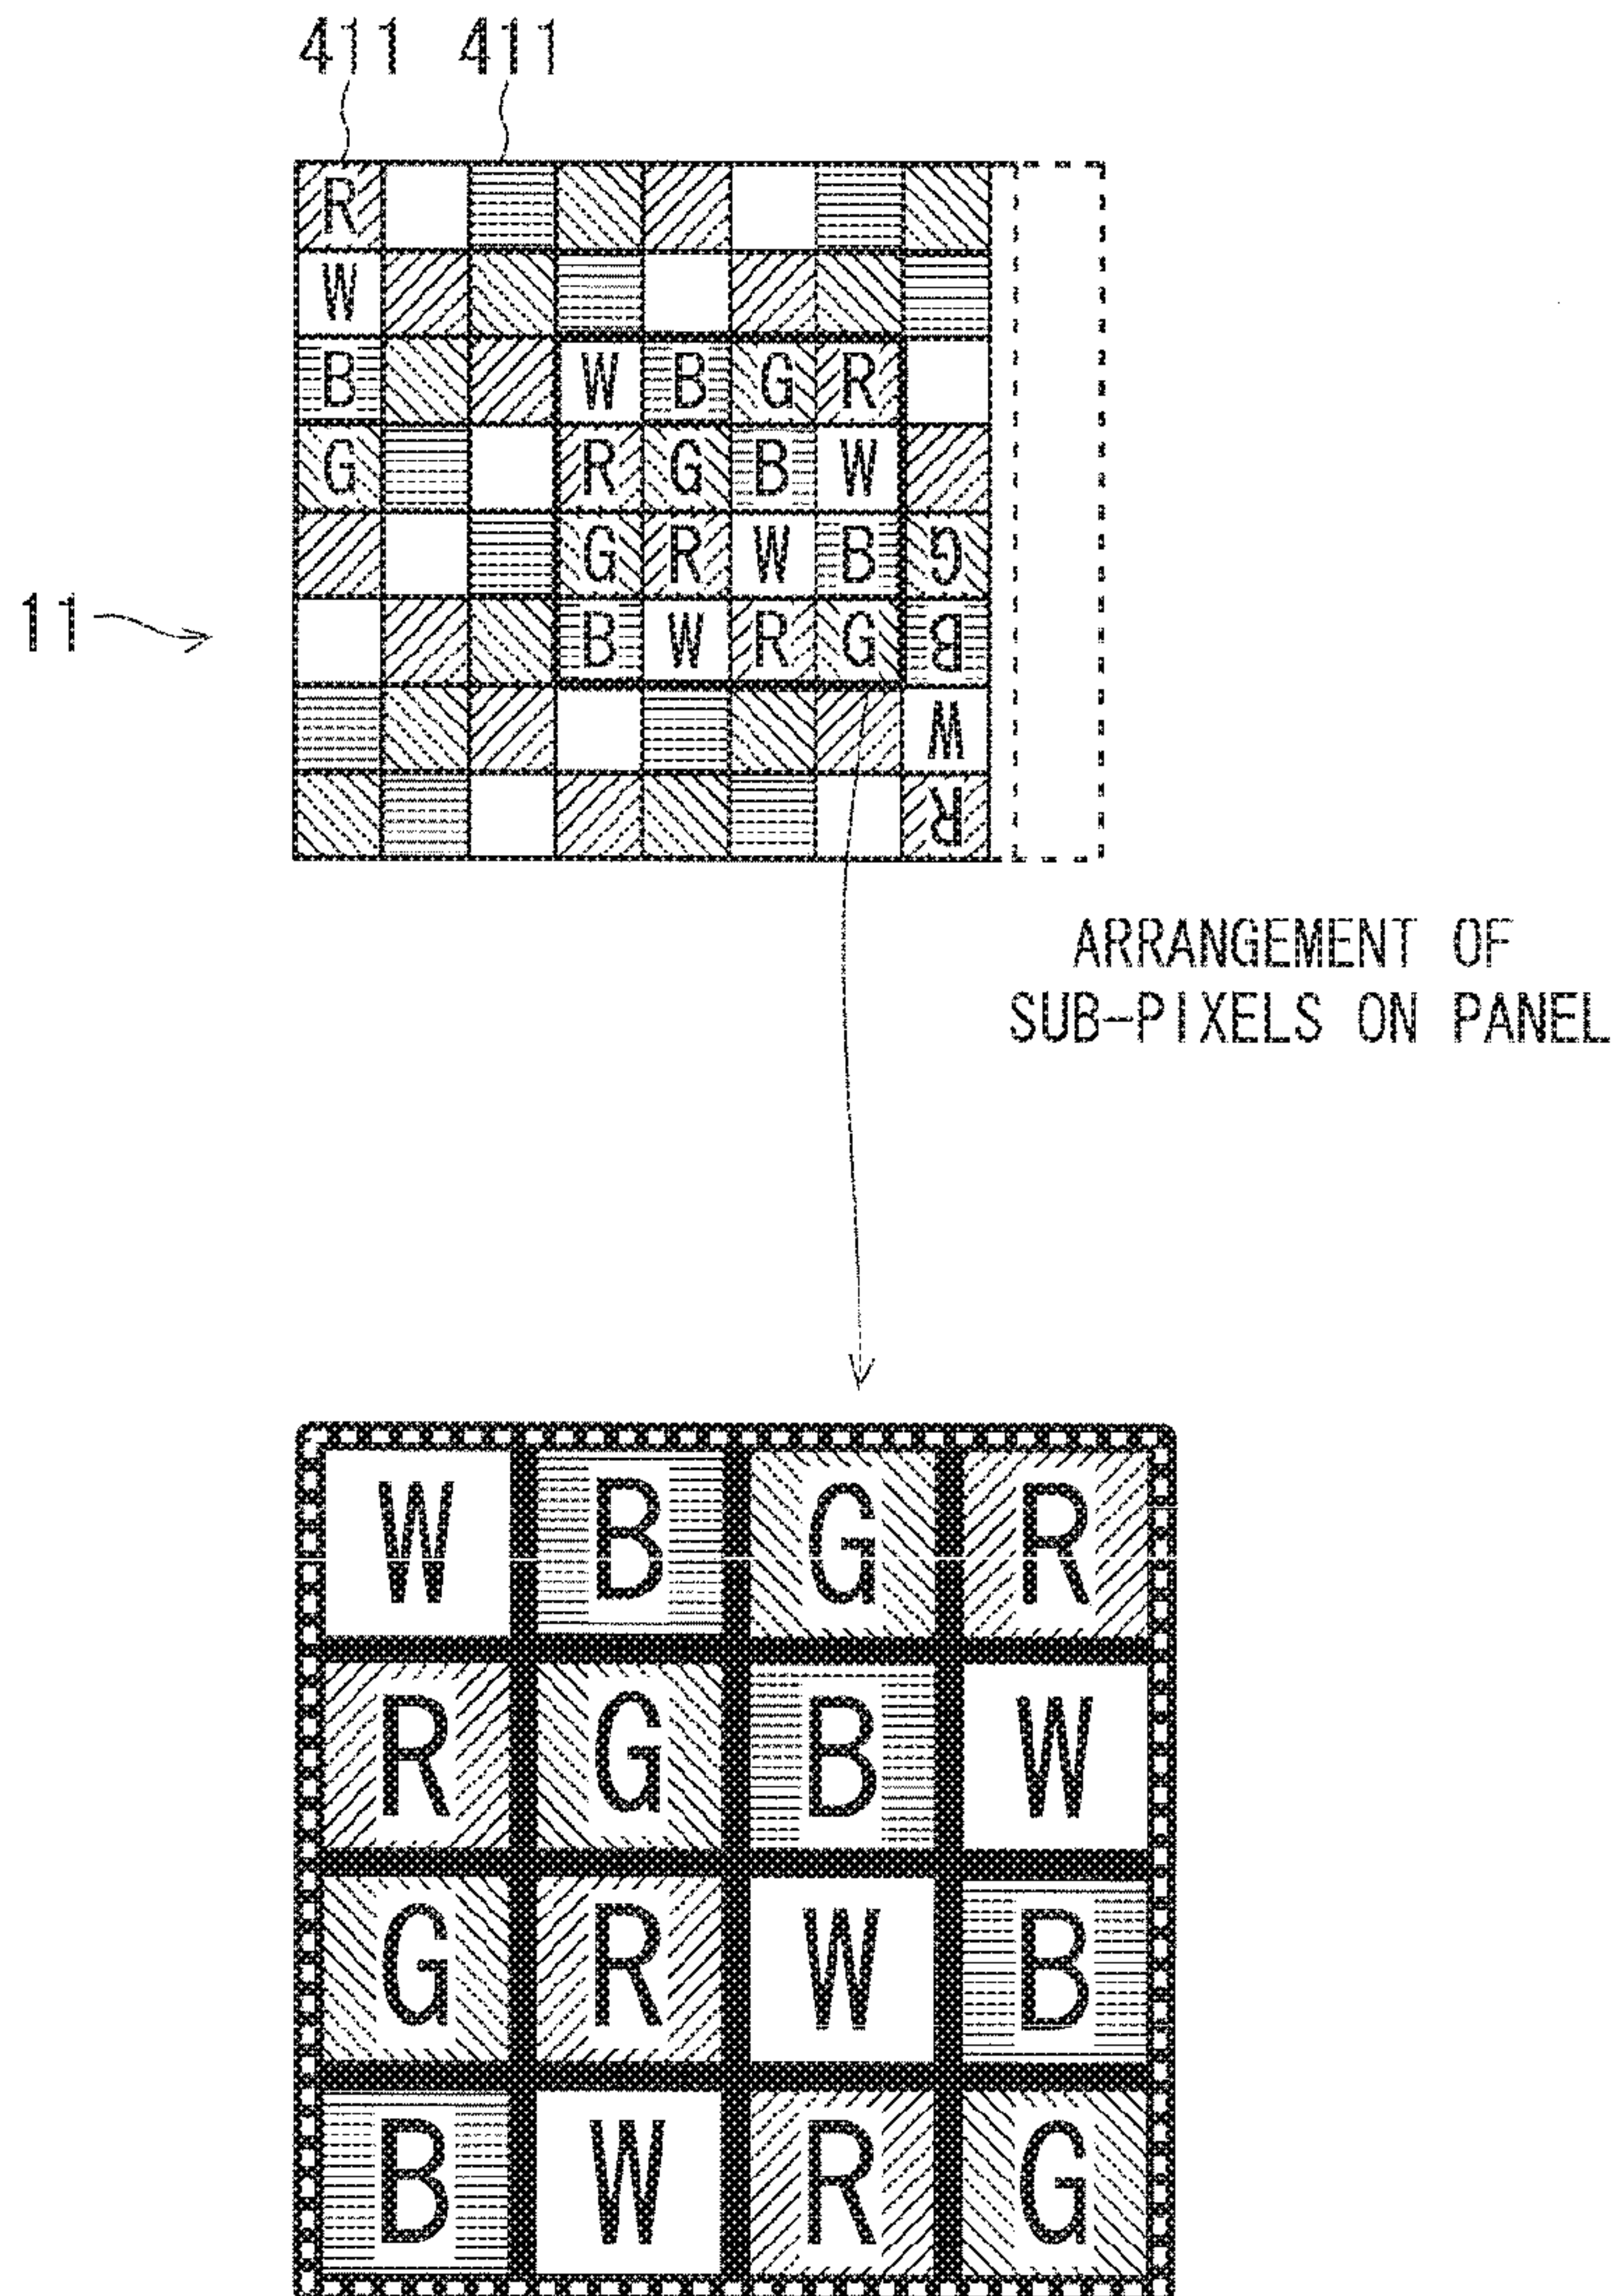 411 411
R
W
B W B G R
G R G B W
G R W B G
11
B W R G B
W
R
ARRANGEMENT OF
SUB-PIXELS ON PANEL
W B G R
R G B W
G R W B
B W R G